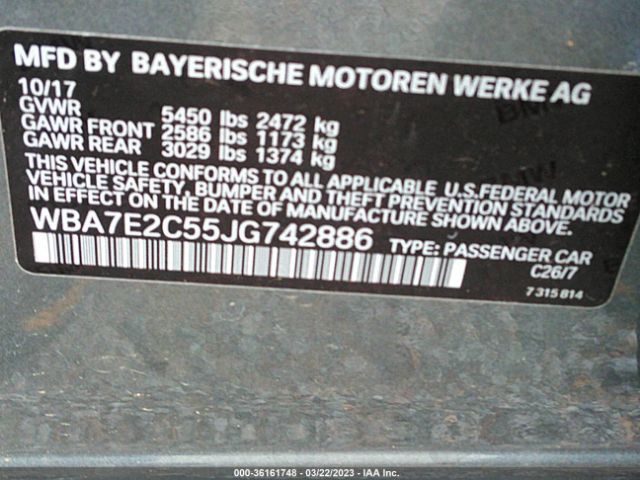 MFD BY BAYERISCHE MOTOREN WERKE AG
10/17
GVWR 5450 lbs 2472 kg
GAWR FRONT 2586 lbs 1173 kg
GAWR REAR 3029 lbs 1374 kg
THIS VEHICLE CONFORMS TO ALL APPLICABLE U.S.FEDERAL MOTOR
VEHICLE SAFETY, BUMPER AND THEFT PREVENTION STANDARDS
IN EFFECT ON THE DATE OF MANUFACTURE SHOWN ABOVE.
WBA7E2C55JG742886 TYPE: PASSENGER CAR
C26/7
7 315 814
000-36161748 - 03/22/2023 - IAA Inc.